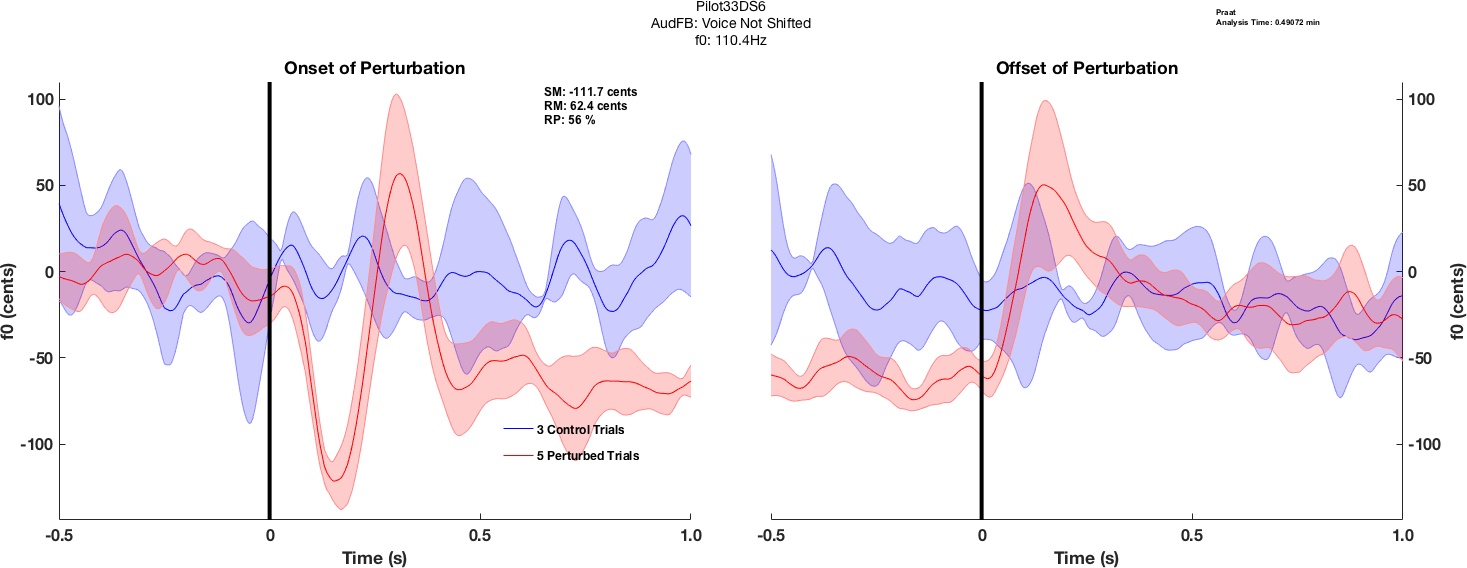 Pilot33DS6
AudFB: Voice Not Shifted
f0: 110.4Hz
Praat
Analysis Time: 0.49072 min
Onset of Perturbation
SM: -111.7 cents
RM: 62.4 cents
RP: 56 %
100
50
0
-50
-100
f0 (cents)
3 Control Trials
5 Perturbed Trials
-0.5
0
0.5
1.0
Time (s)
Offset of Perturbation
100
50
0
-50
-100
f0 (cents)
-0.5
0
0.5
1.0
Time (s)